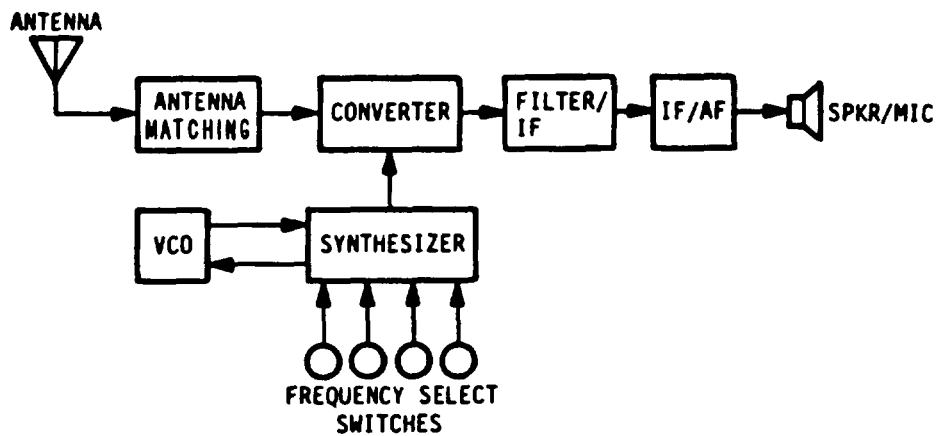 ANTENNA
ANTENNA
MATCHING
CONVERTER
FILTER/
IF
IF/AF
SPKR/MIC
VCO
SYNTHESIZER
FREQUENCY SELECT
SWITCHES